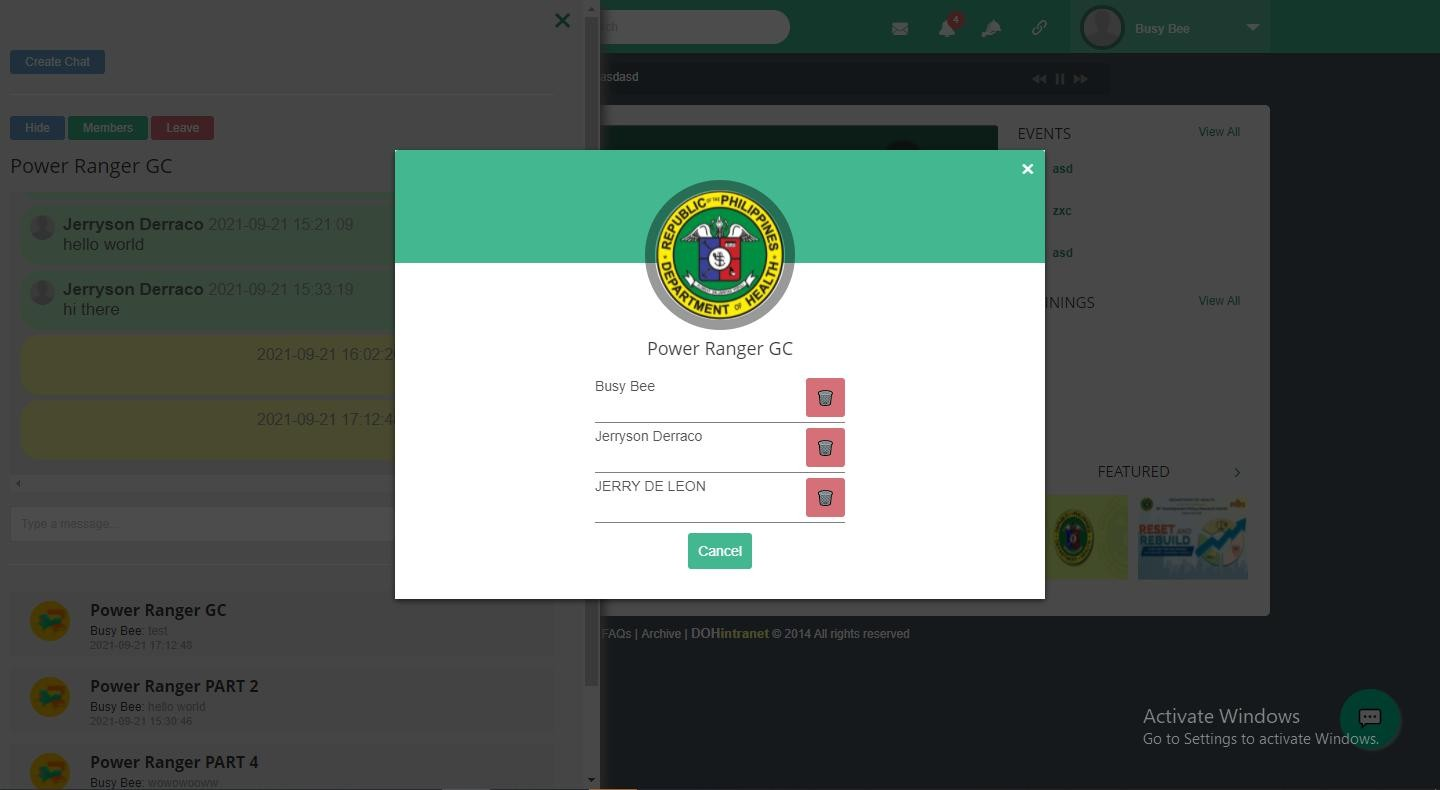 Create Chat
Hide Members Leave
Power Ranger GC
Jerryson Derraco 2021-09-21 15:21:09
hello world
Jerryson Derraco 2021-09-21 15:33:19
hi there
2021-09-21 16:02:2
2021-09-21 17:12:4
Type a message...
Power Ranger GC
Busy Bee: test
2021-09-21 17:12:48
Power Ranger PART 2
Busy Bee: hello world
2021-09-21 15:30:46
Power Ranger PART 4
Busy Bee: wowowooww
rch
4
Busy Bee
asdasd
EVENTS View All
asd
zxc
asd
NINGS View All
FEATURED
RESET AND
REBUILD
REPUBLIC OF THE PHILIPPINES
DEPARTMENT OF HEALTH
Power Ranger GC
Busy Bee
Jerryson Derraco
JERRY DE LEON
Cancel
FAQs | Archive | DOHintranet © 2014 All rights reserved
Activate Windows
Go to Settings to activate Windows.